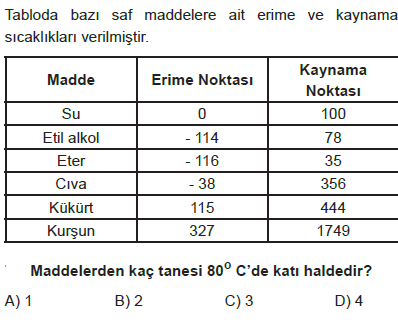 Tabloda bazı saf maddelere ait erime ve kaynama
sıcaklıkları verilmiştir.
Madde Erime Noktası Kaynama Noktası
Su 0 100
Etil alkol - 114 78
Eter - 116 35
Cıva - 38 356
Kükürt 115 444
Kurşun 327 1749
Maddelerden kaç tanesi 80⁰ C’de katı haldedir?
A) 1 B) 2 C) 3 D) 4